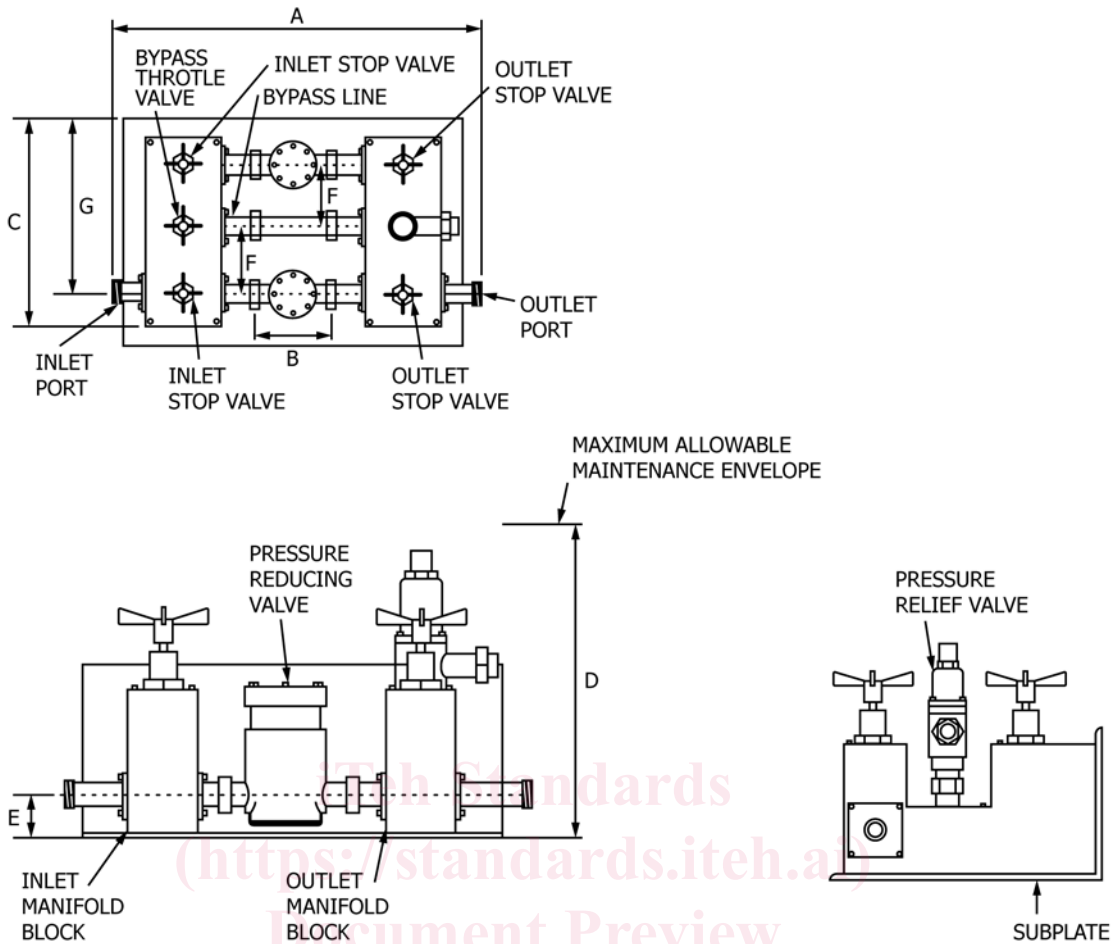 A
BYPASS
THROTLE
VALVE
INLET STOP VALVE
BYPASS LINE
OUTLET
STOP VALVE
C
G
F
F
B
INLET
PORT
INLET
STOP VALVE
OUTLET
STOP VALVE
OUTLET
PORT
MAXIMUM ALLOWABLE
MAINTENANCE ENVELOPE
PRESSURE
REDUCING
VALVE
D
E
INLET
MANIFOLD
BLOCK
OUTLET
MANIFOLD
BLOCK
PRESSURE
RELIEF VALVE
SUBPLATE
iTeh Standards
(https://standards.iteh.ai)
Document Preview